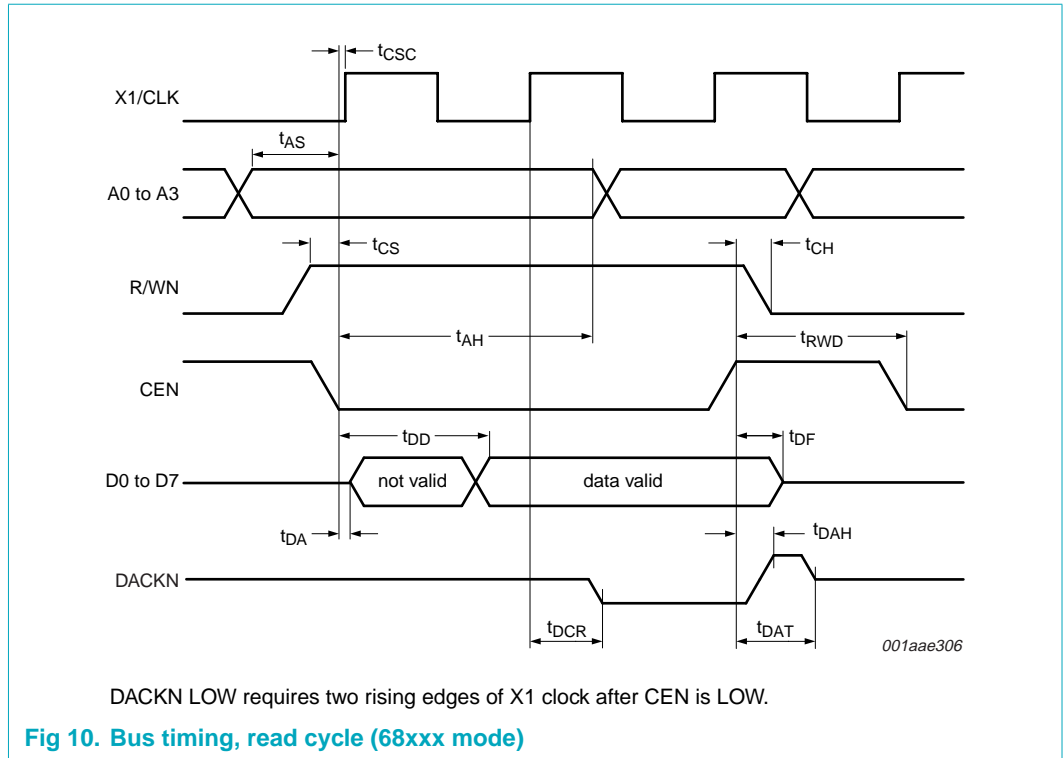 tCSC
X1/CLK
tAS
A0 to A3
tCS
tCH
R/WN
tAH
tRWD
CEN
tDD
tDF
D0 to D7
not valid
data valid
tDA
tDAH
DACKN
tDCR
tDAT
001aae306
DACKN LOW requires two rising edges of X1 clock after CEN is LOW.
Fig 10. Bus timing, read cycle (68xxx mode)